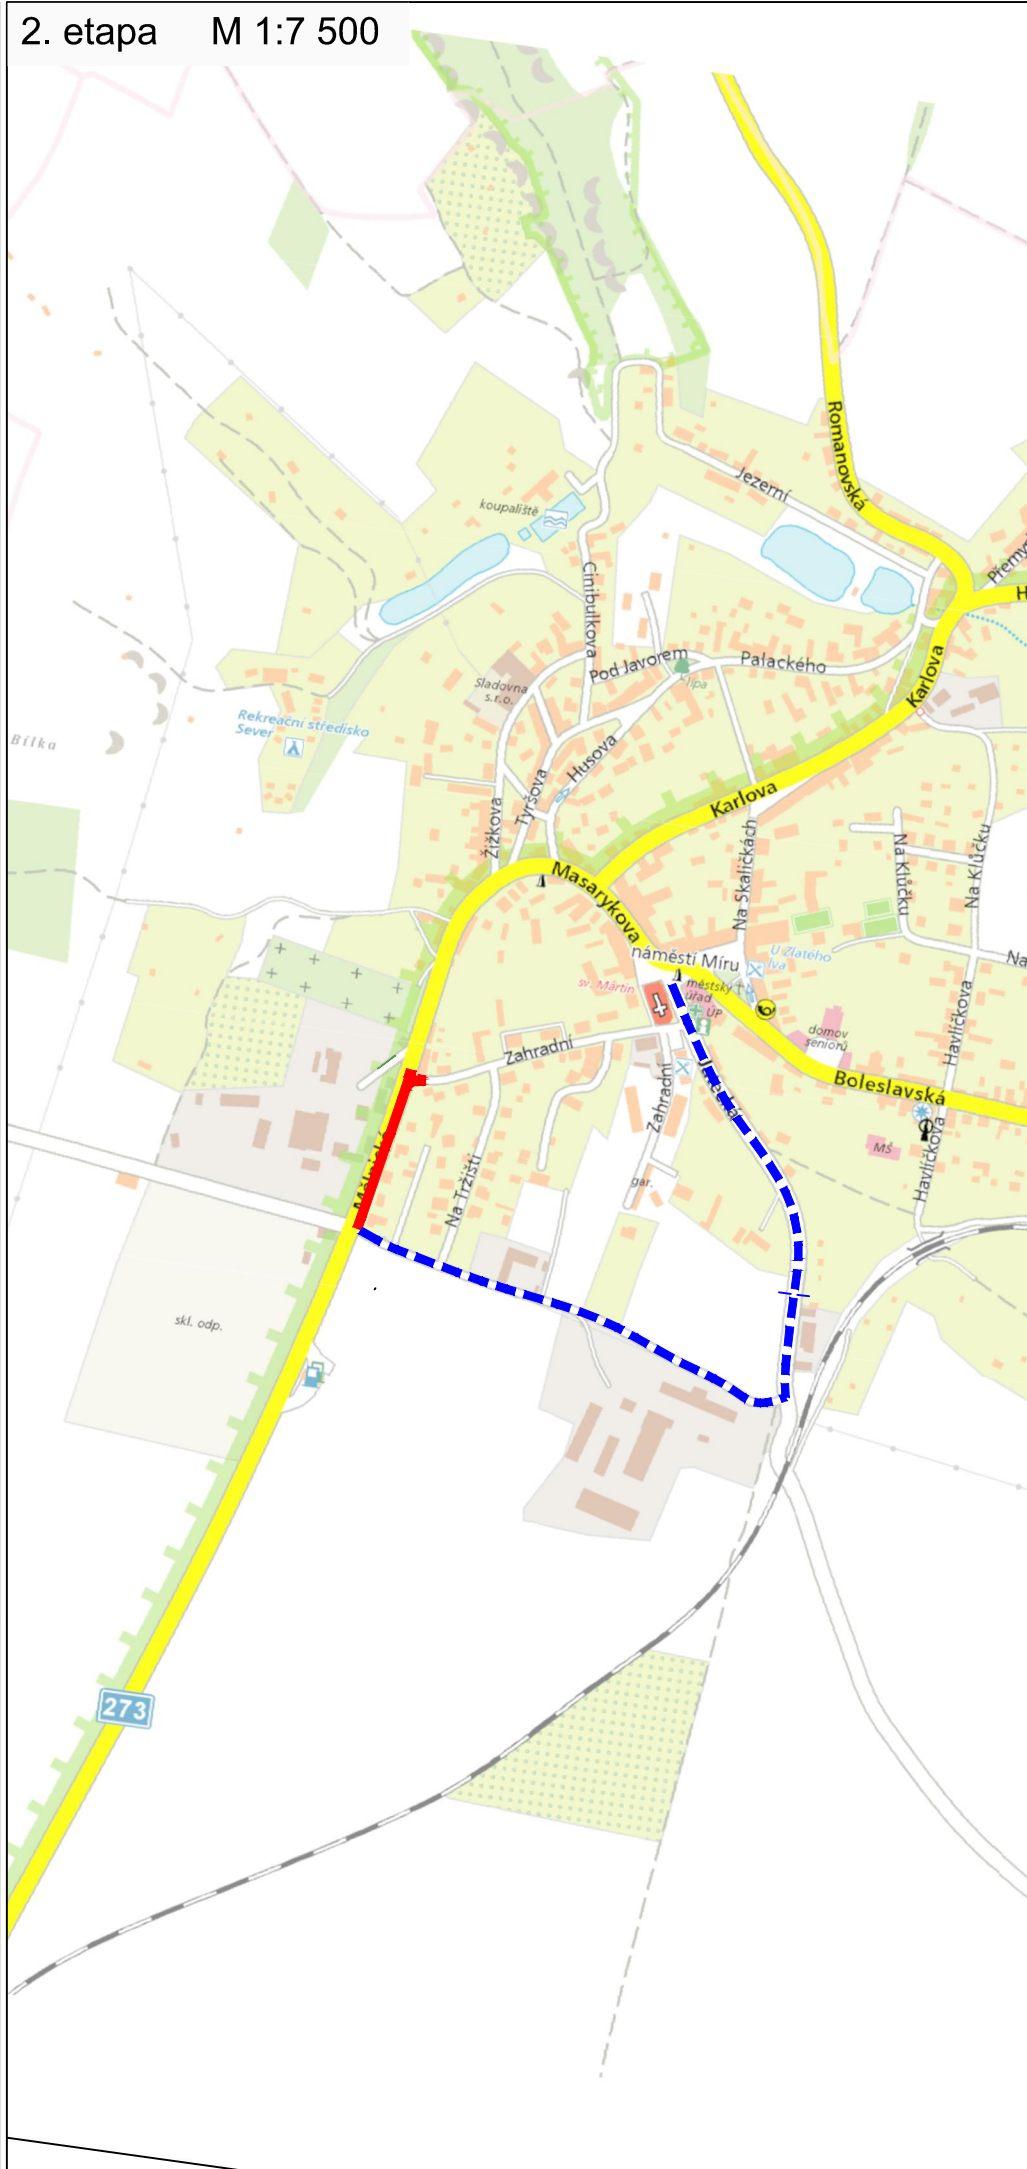 2. etapa M 1:7 500
Romanovská
Jezerní
koupaliště
Cinibulkova
H
Pod Javorem
Palackého
Karlova
Sladovna
s.r.o.
Rekreační středisko
Sever
Bílka
Husova
Tyršova
Žižkova
Karlova
Na Skaličkách
Na Klůčku
Na Klůčku
Masarykova
náměstí Míru
U Zlatého
lva
Na
sv. Martin
městský
úřad
ÚP
domov
seniorů
Havlíčkova
Zahradní
Zahradní
Boleslavská
MŠ
Havlíčkova
Na Tržišti
gar.
skl. odp.
273